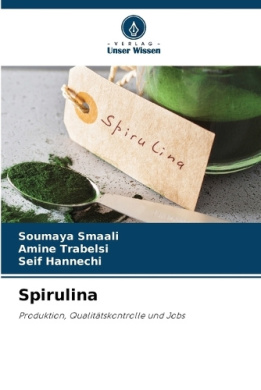 VERLAG
Unser Wissen
Spirulina
Soumaya Smaali
Amine Trabelsi
Seif Hannechi
Spirulina
Produktion, Qualitätskontrolle und Jobs